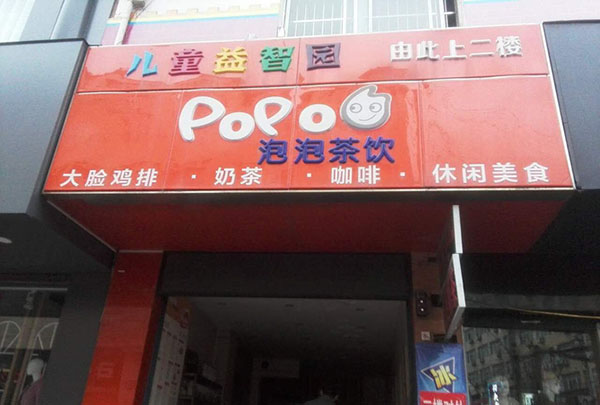 儿童益智园 由此上二楼
PoPo
泡泡茶饮
大脸鸡排 · 奶茶 · 咖啡 · 休闲美食
冰